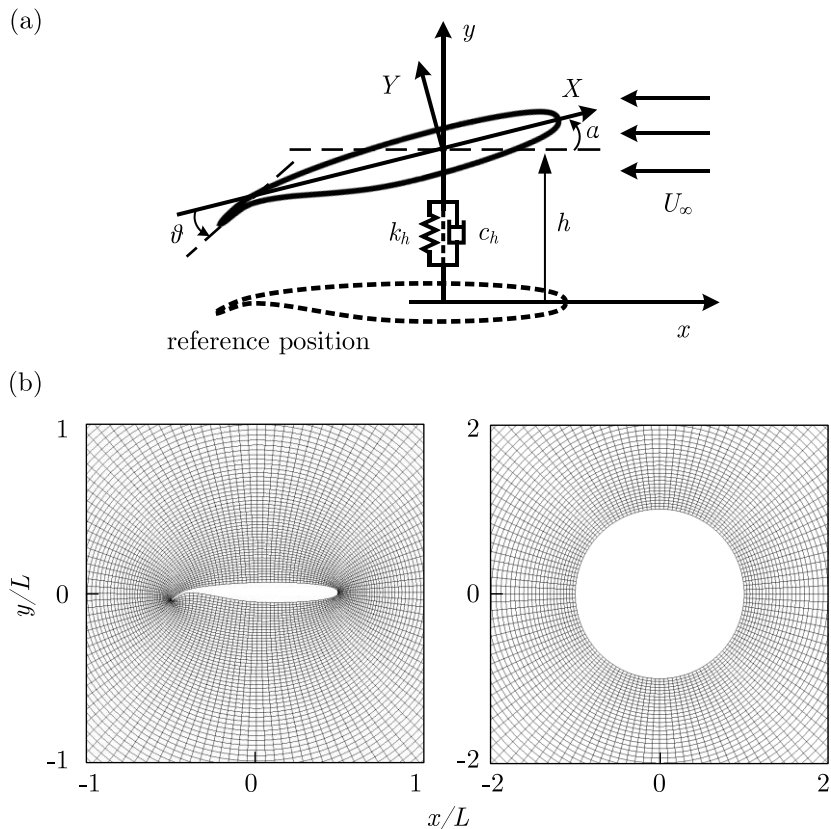 (a)
y
Y
X
a
U∞
ϑ
k_h
c_h
h
x
reference position
(b)
1
0
-1
y/L
-1
0
1
2
0
-2
-2
0
2
x/L